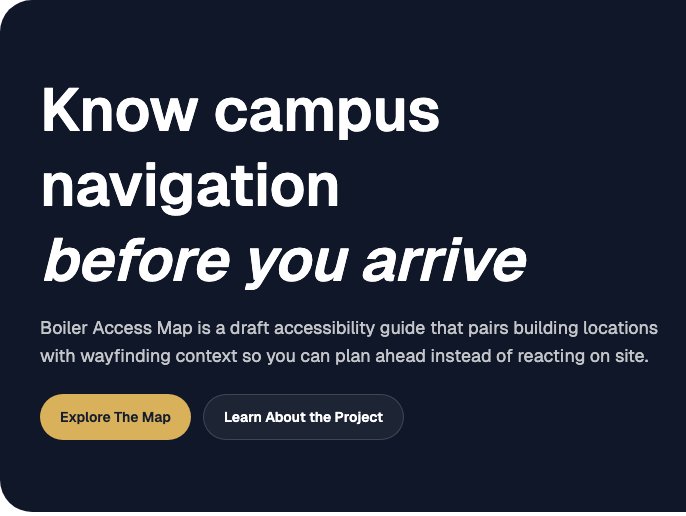 Know campus
navigation
before you arrive
Boiler Access Map is a draft accessibility guide that pairs building locations
with wayfinding context so you can plan ahead instead of reacting on site.
Explore The Map
Learn About the Project